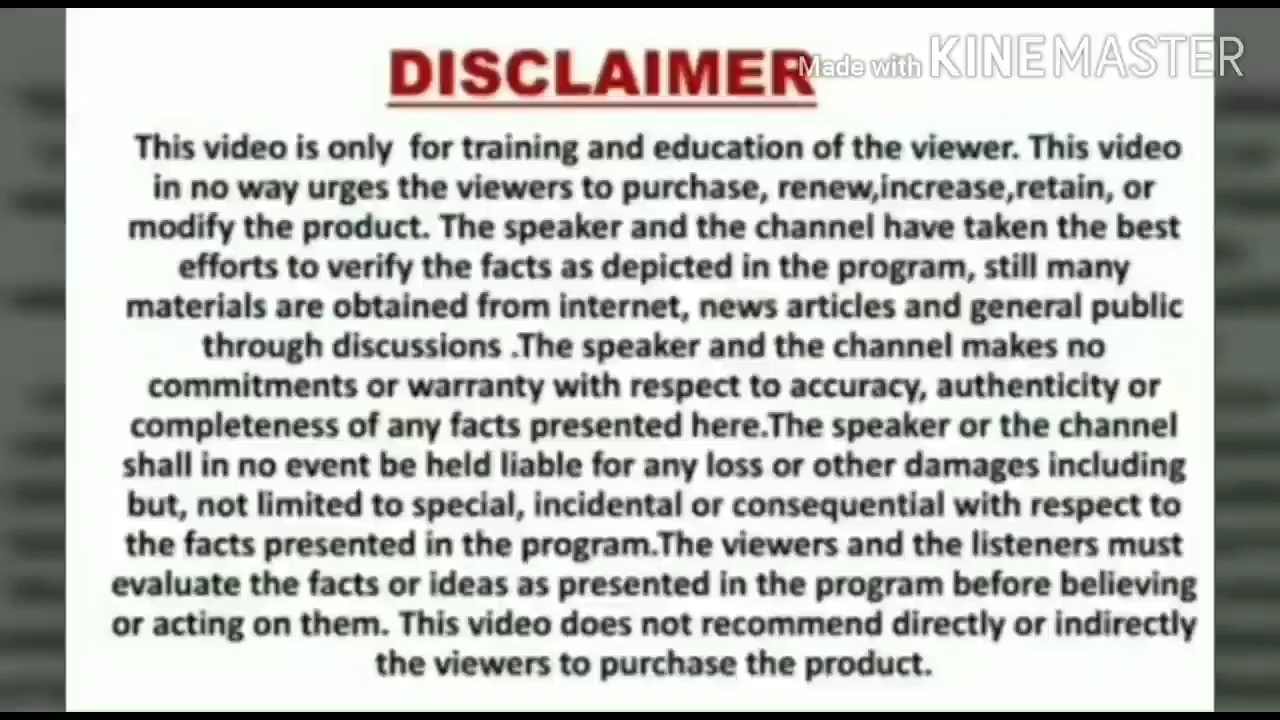 DISCLAIMER
Made with KINEMASTER
This video is only for training and education of the viewer. This video
in no way urges the viewers to purchase, renew,increase,retain, or
modify the product. The speaker and the channel have taken the best
efforts to verify the facts as depicted in the program, still many
materials are obtained from internet, news articles and general public
through discussions .The speaker and the channel makes no
commitments or warranty with respect to accuracy, authenticity or
completeness of any facts presented here.The speaker or the channel
shall in no event be held liable for any loss or other damages including
but, not limited to special, incidental or consequential with respect to
the facts presented in the program.The viewers and the listeners must
evaluate the facts or ideas as presented in the program before believing
or acting on them. This video does not recommend directly or indirectly
the viewers to purchase the product.